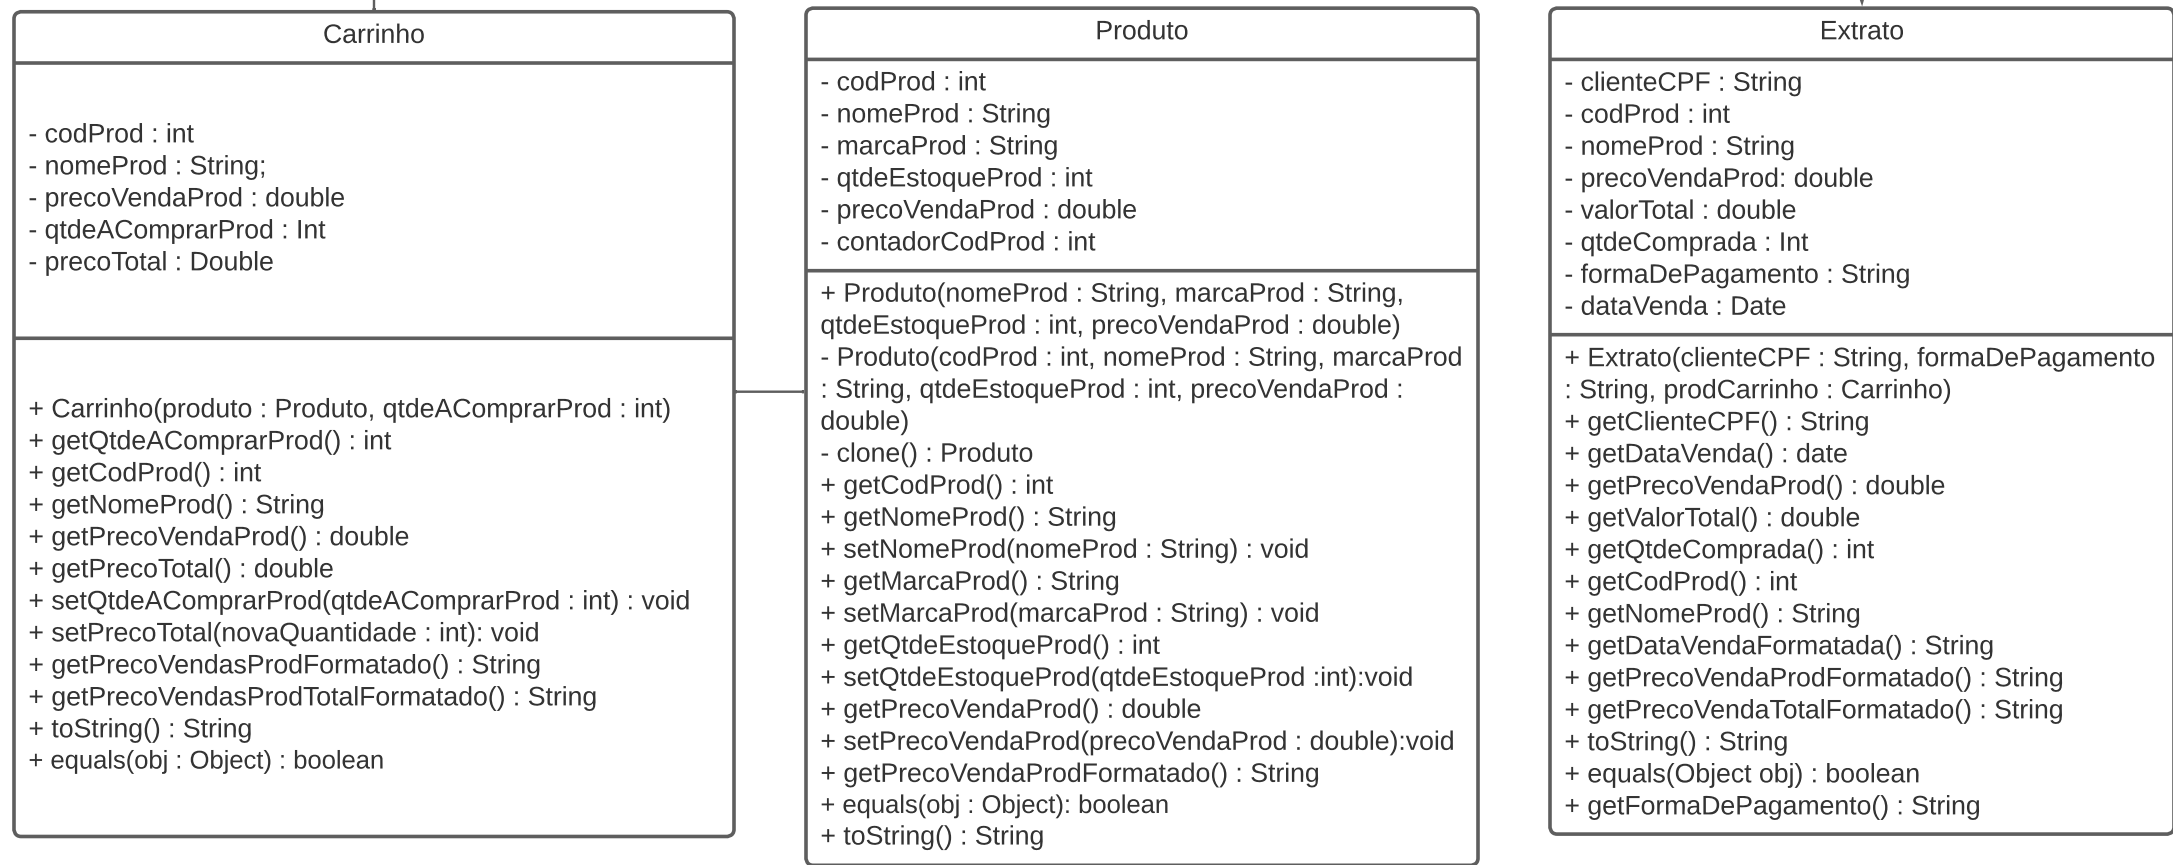 Carrinho
- codProd : int
- nomeProd : String;
- precoVendaProd : double
- qtdeAComprarProd : Int
- precoTotal : Double
+ Carrinho(produto : Produto, qtdeAComprarProd : int)
+ getQtdeAComprarProd() : int
+ getCodProd() : int
+ getNomeProd() : String
+ getPrecoVendaProd() : double
+ getPrecoTotal() : double
+ setQtdeAComprarProd(qtdeAComprarProd : int) : void
+ setPrecoTotal(novaQuantidade : int): void
+ getPrecoVendasProdFormatado() : String
+ getPrecoVendasProdTotalFormatado() : String
+ toString() : String
+ equals(obj : Object) : boolean
Produto
- codProd : int
- nomeProd : String
- marcaProd : String
- qtdeEstoqueProd : int
- precoVendaProd : double
- contadorCodProd : int
+ Produto(nomeProd : String, marcaProd : String,
qtdeEstoqueProd : int, precoVendaProd : double)
- Produto(codProd : int, nomeProd : String, marcaProd
: String, qtdeEstoqueProd : int, precoVendaProd :
double)
- clone() : Produto
+ getCodProd() : int
+ getNomeProd() : String
+ setNomeProd(nomeProd : String) : void
+ getMarcaProd() : String
+ setMarcaProd(marcaProd : String) : void
+ getQtdeEstoqueProd() : int
+ setQtdeEstoqueProd(qtdeEstoqueProd :int):void
+ getPrecoVendaProd() : double
+ setPrecoVendaProd(precoVendaProd : double):void
+ getPrecoVendaProdFormatado() : String
+ equals(obj : Object): boolean
+ toString() : String
Extrato
- clienteCPF : String
- codProd : int
- nomeProd : String
- precoVendaProd: double
- valorTotal : double
- qtdeComprada : Int
- formaDePagamento : String
- dataVenda : Date
+ Extrato(clienteCPF : String, formaDePagamento
: String, prodCarrinho : Carrinho)
+ getClienteCPF() : String
+ getDataVenda() : date
+ getPrecoVendaProd() : double
+ getValorTotal() : double
+ getQtdeComprada() : int
+ getCodProd() : int
+ getNomeProd() : String
+ getDataVendaFormatada() : String
+ getPrecoVendaProdFormatado() : String
+ getPrecoVendaTotalFormatado() : String
+ toString() : String
+ equals(Object obj) : boolean
+ getFormaDePagamento() : String